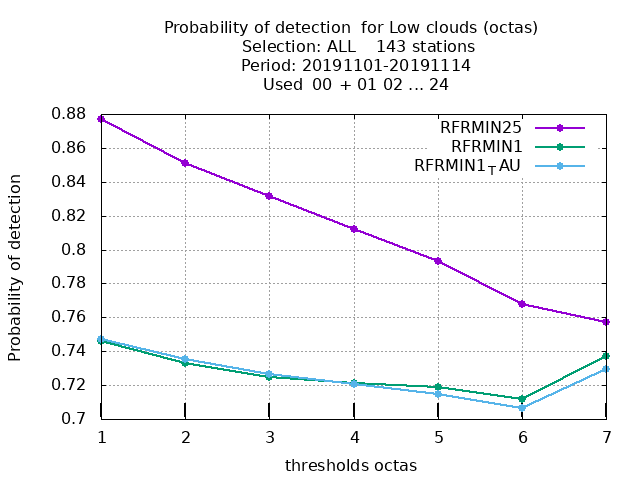 Probability of detection  for Low clouds (octas)
Selection: ALL    143 stations
Period: 20191101-20191114
Used  00 + 01 02 ... 24
0.88
0.86
0.84
0.82
0.8
0.78
0.76
0.74
0.72
0.7
Probability of detection
RFRMIN25
RFRMIN1
RFRMIN1TAU
1 2 3 4 5 6 7
thresholds octas